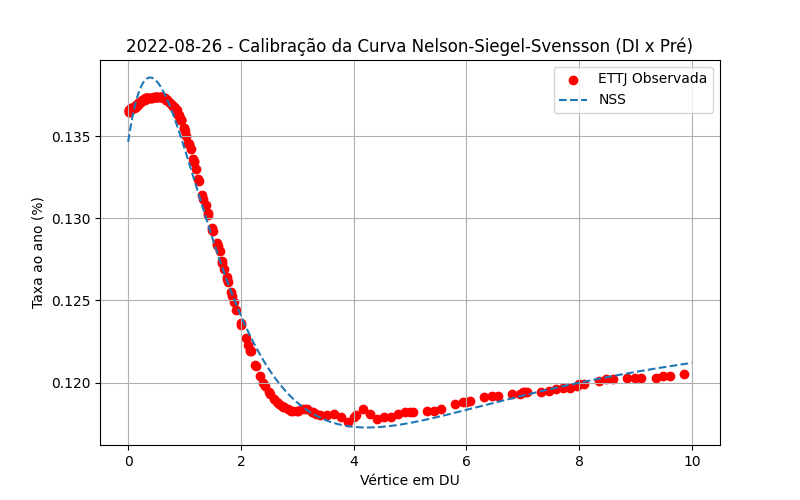 2022-08-26 - Calibração da Curva Nelson-Siegel-Svensson (DI x Pré)
ETTJ Observada
NSS
Taxa ao ano (%)
0.135
0.130
0.125
0.120
0 2 4 6 8 10
Vértice em DU